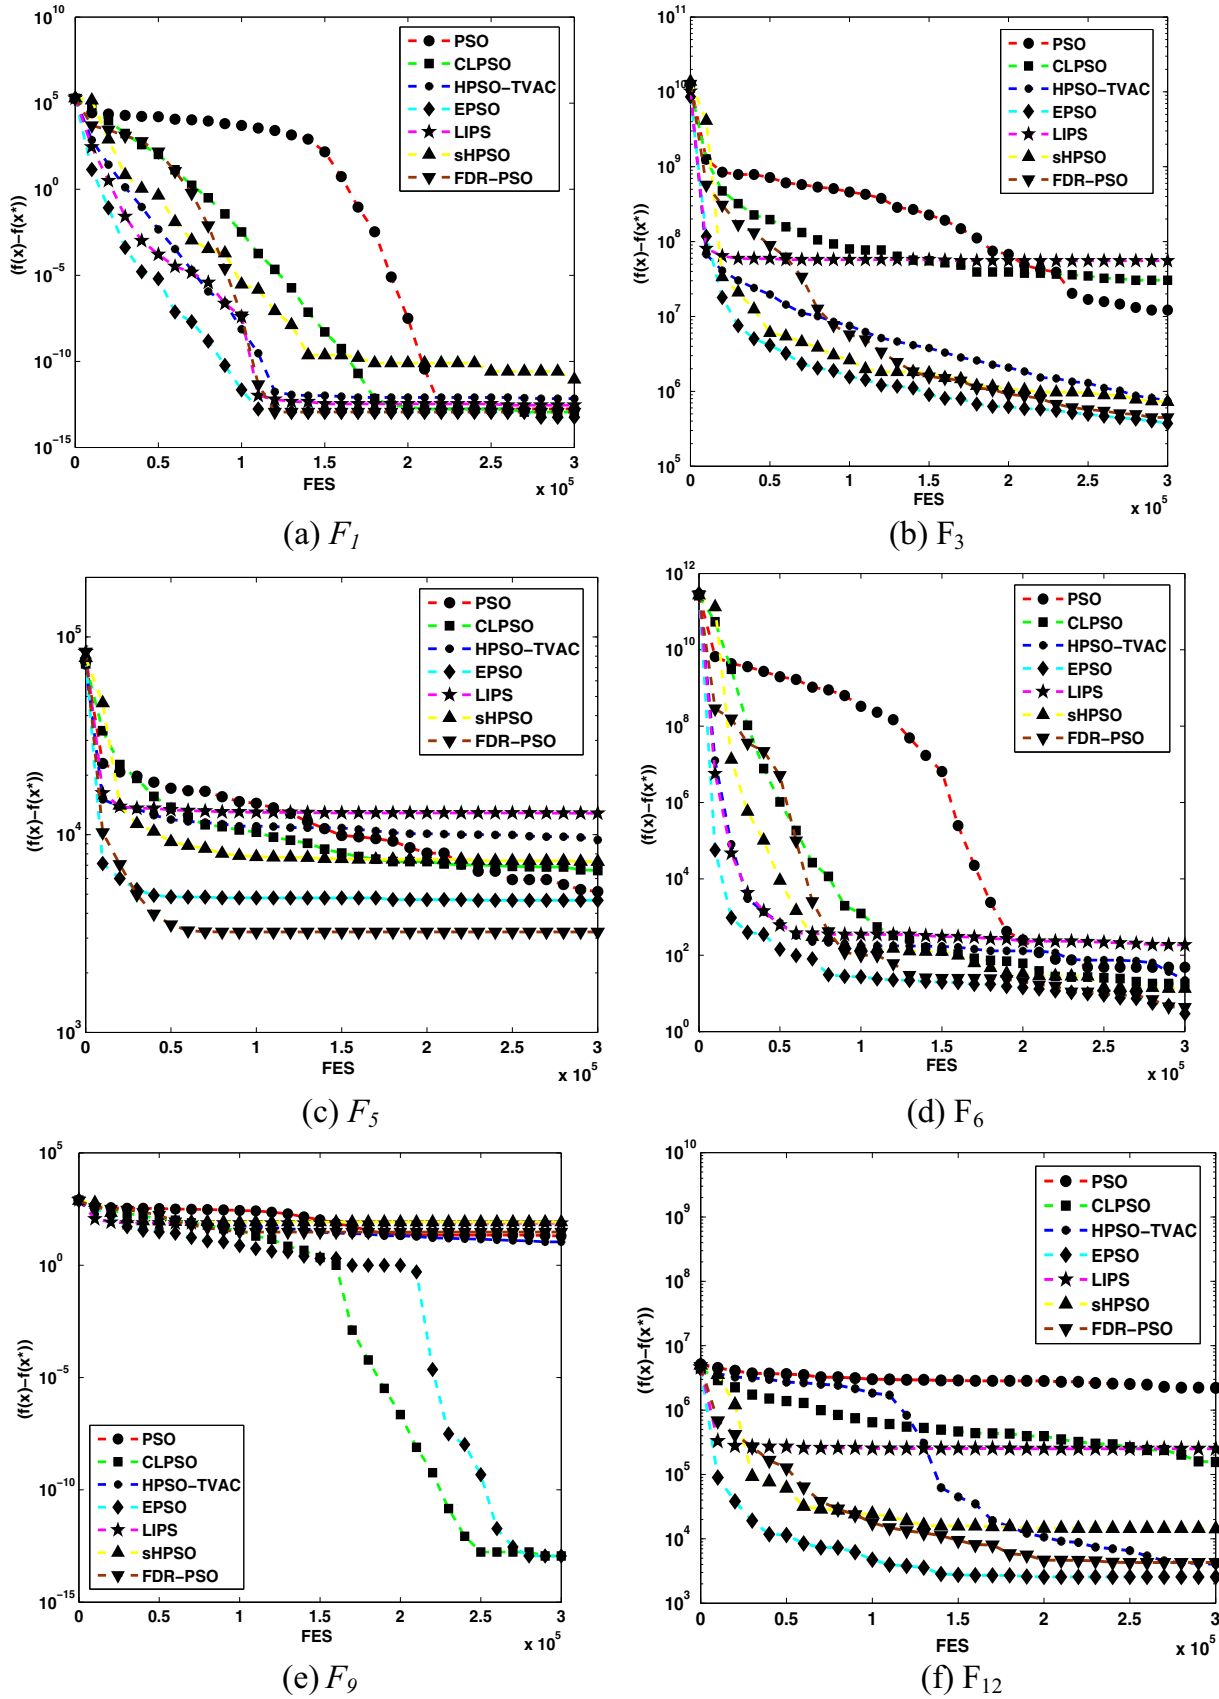 (f(x)−f(x*))
10^10
10^5
10^0
10^−5
10^−10
10^−15
0 0.5 1 1.5 2 2.5 3
FES
x 10^5
PSO
CLPSO
HPSO−TVAC
EPSO
LIPS
sHPSO
FDR−PSO
(a) F_1
(f(x)−f(x*))
10^11
10^10
10^9
10^8
10^7
10^6
10^5
0 0.5 1 1.5 2 2.5 3
FES
x 10^5
PSO
CLPSO
HPSO−TVAC
EPSO
LIPS
sHPSO
FDR−PSO
(b) F_3
(f(x)−f(x*))
10^5
10^4
10^3
0 0.5 1 1.5 2 2.5 3
FES
x 10^5
PSO
CLPSO
HPSO−TVAC
EPSO
LIPS
sHPSO
FDR−PSO
(c) F_5
(f(x)−f(x*))
10^12
10^10
10^8
10^6
10^4
10^2
10^0
0 0.5 1 1.5 2 2.5 3
FES
x 10^5
PSO
CLPSO
HPSO−TVAC
EPSO
LIPS
sHPSO
FDR−PSO
(d) F_6
(f(x)−f(x*))
10^5
10^0
10^−5
10^−10
10^−15
0 0.5 1 1.5 2 2.5 3
FES
x 10^5
PSO
CLPSO
HPSO−TVAC
EPSO
LIPS
sHPSO
FDR−PSO
(e) F_9
(f(x)−f(x*))
10^10
10^9
10^8
10^7
10^6
10^5
10^4
10^3
0 0.5 1 1.5 2 2.5 3
FES
x 10^5
PSO
CLPSO
HPSO−TVAC
EPSO
LIPS
sHPSO
FDR−PSO
(f) F_12